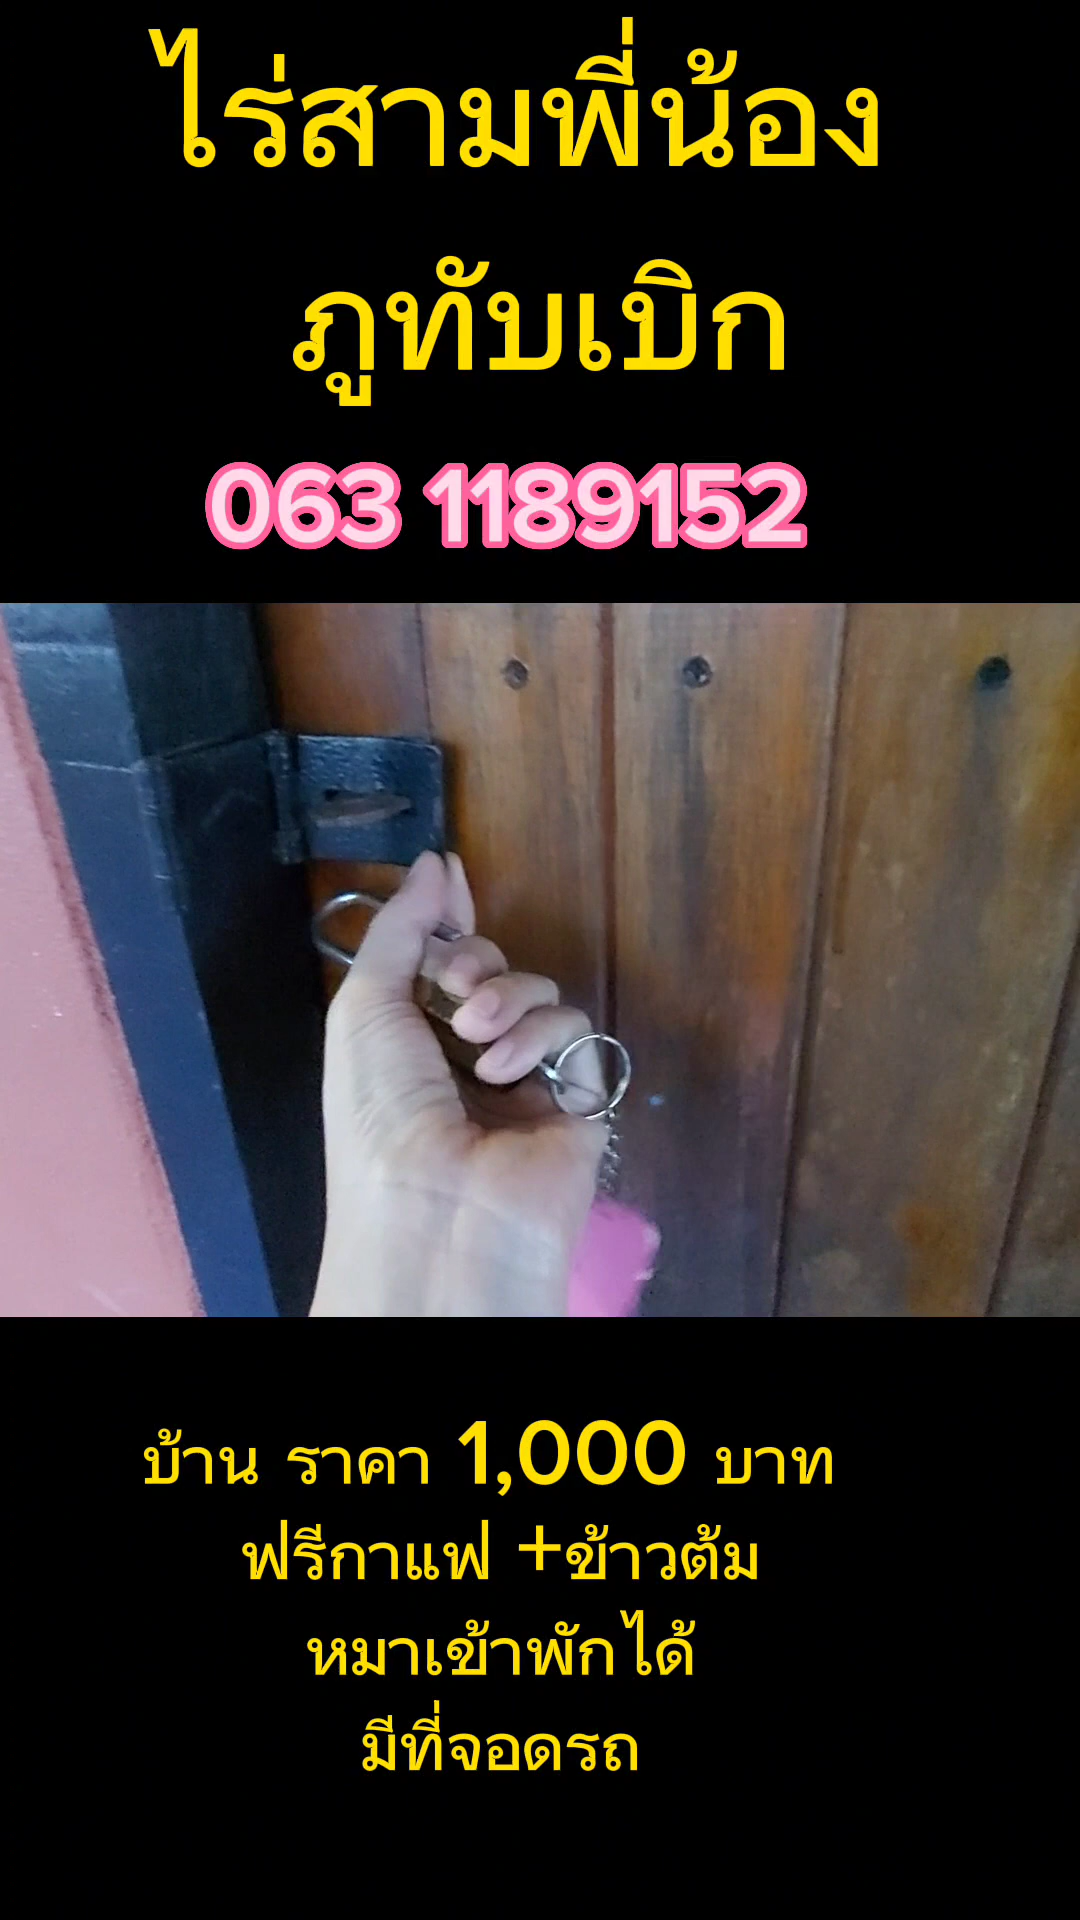 ไร่สามพี่น้อง
ภูทับเบิก
063 1189152
บ้าน ราคา 1,000 บาท
ฟรีกาแฟ +ข้าวต้ม
หมาเข้าพักได้
มีที่จอดรถ